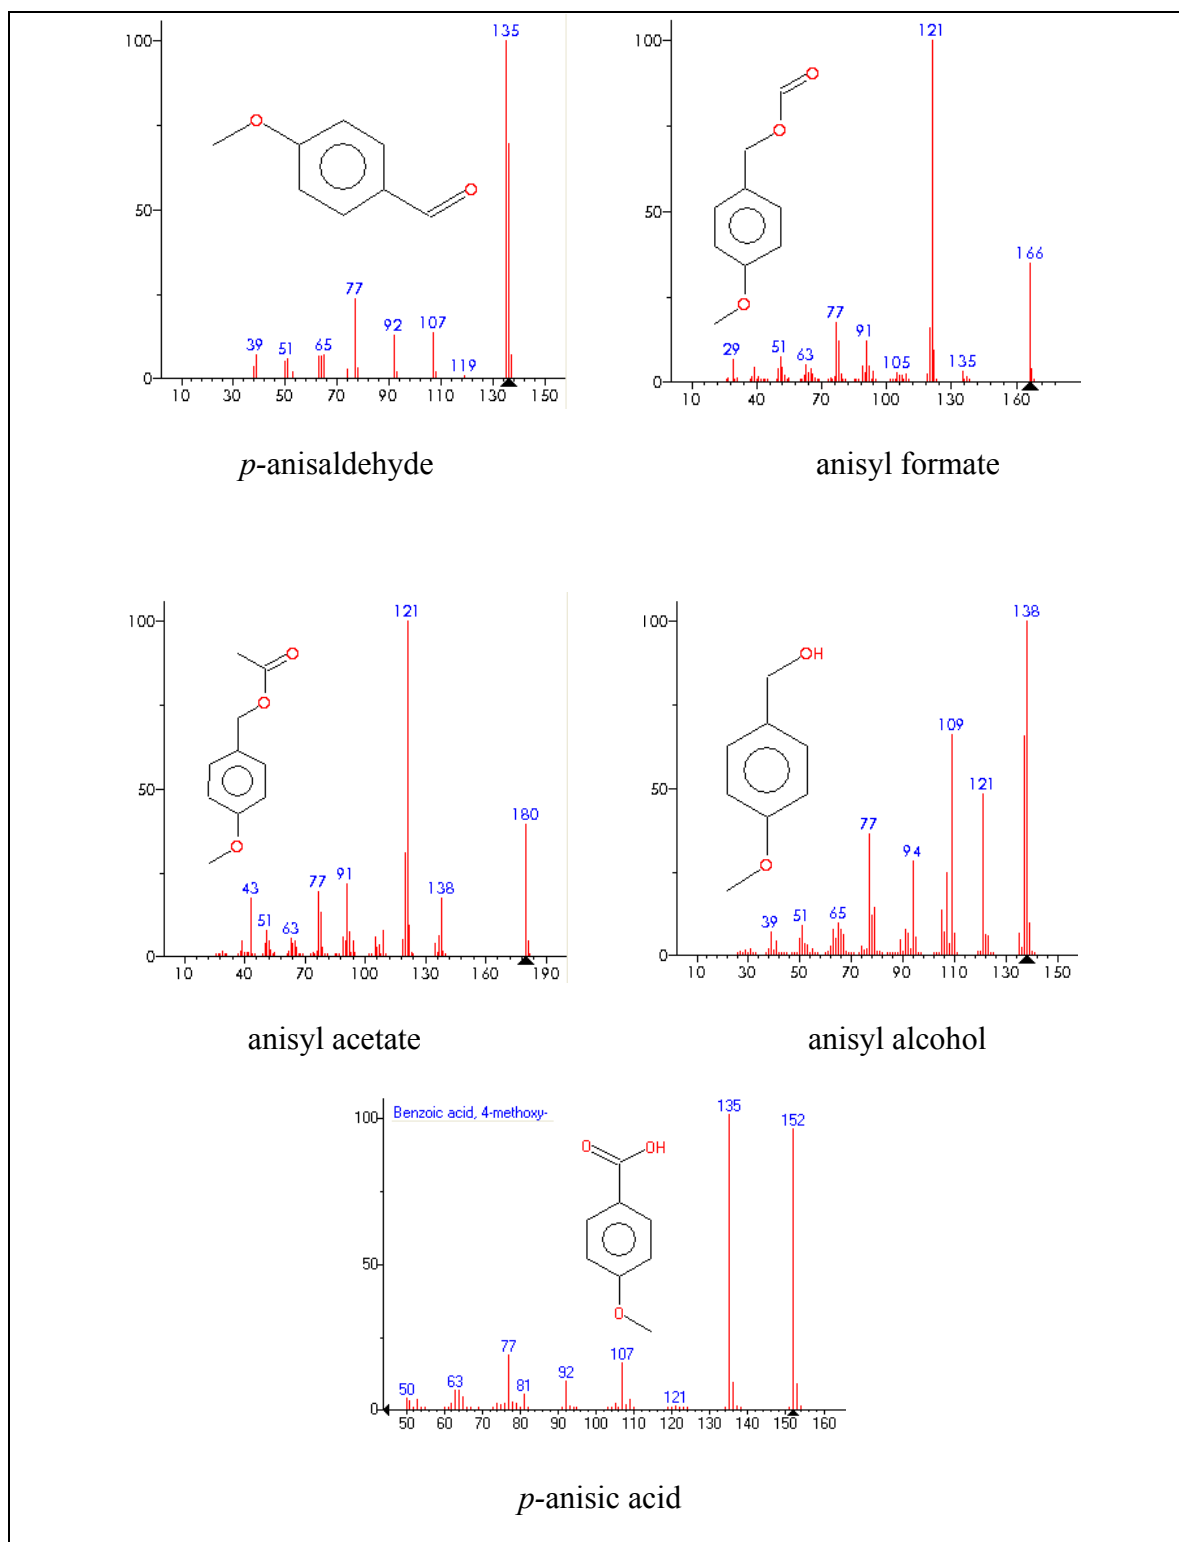 100
135
O
50
O
77
92
107
39
51
65
119
0
10 30 50 70 90 110 130 150
p-anisaldehyde
100
121
O
O
50
166
O
77
91
29
51
63
105
135
0
10 40 70 100 130 160
anisyl formate
100
121
O
O
50
180
O
43
77
91
138
51
63
0
10 40 70 100 130 160 190
anisyl acetate
100
138
OH
109
50
121
77
94
O
39
51
65
0
10 30 50 70 90 110 130 150
anisyl alcohol
100
Benzoic acid, 4-methoxy-
135
152
O
OH
50
O
77
107
92
50
63
81
121
0
50 60 70 80 90 100 110 120 130 140 150 160
p-anisic acid